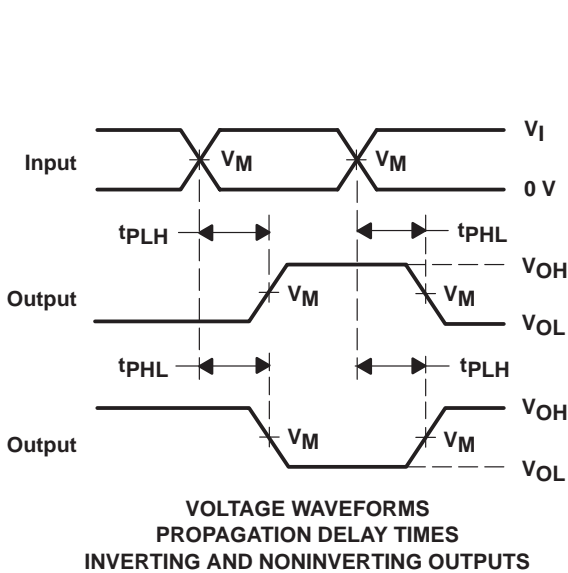 VI
Input
VM
VM
0 V
tPLH
tPHL
VOH
Output
VM
VM
VOL
tPHL
tPLH
VOH
Output
VM
VM
VOL
VOLTAGE WAVEFORMS
PROPAGATION DELAY TIMES
INVERTING AND NONINVERTING OUTPUTS